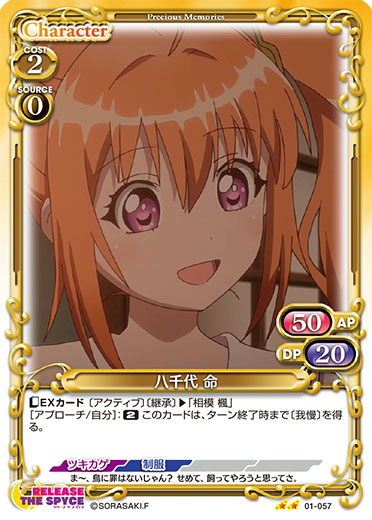 Precious Memories
Character
COST
2
SOURCE
0
50 AP
DP 20
八千代 命
EXカード〔アクティブ〕〔継承〕▶「相模 楓」
[アプローチ/自分]:2 このカードは、ターン終了時まで〔我慢〕を得
る。
ツキカゲ 制服
ま〜、鳥に罪はないじゃん？ せめて、飼ってやろうと思ってさ。
RELEASE
THE SPYCE
©SORASAKI.F
01-057